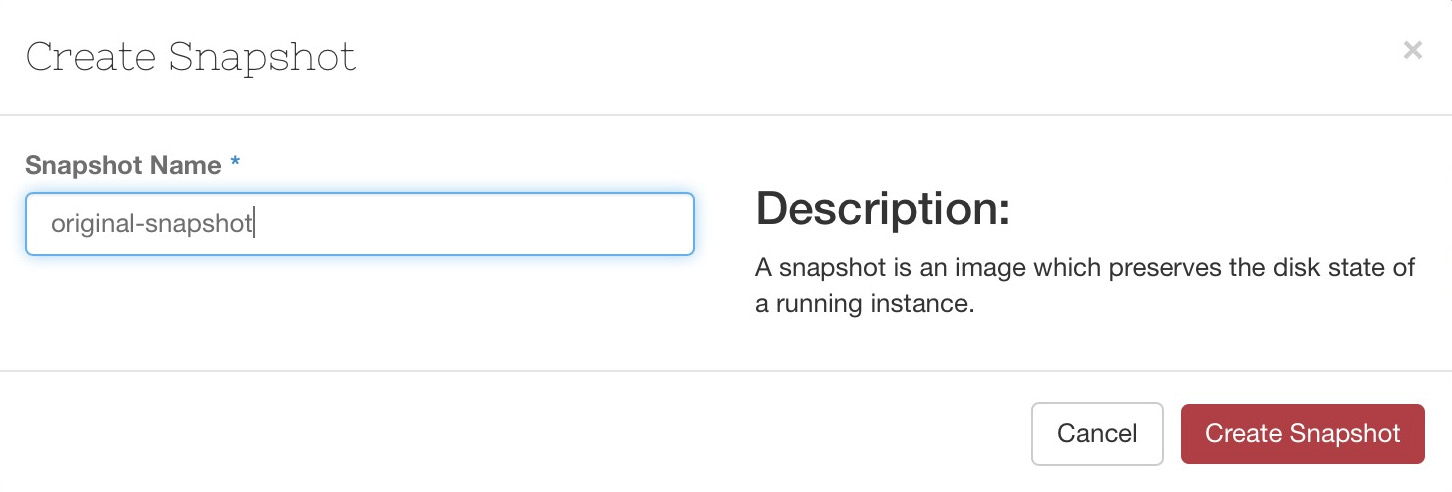 Create Snapshot
×
Snapshot Name *
original-snapshot
Description:
A snapshot is an image which preserves the disk state of
a running instance.
Cancel
Create Snapshot